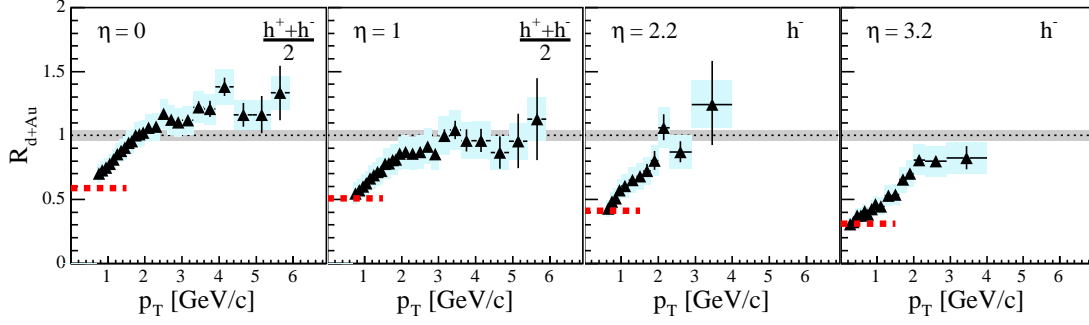 R_{d+Au}
2
1.5
1
0.5
0
η = 0
h⁺+h⁻
2
η = 1
h⁺+h⁻
2
η = 2.2
h⁻
η = 3.2
h⁻
1 2 3 4 5 6
1 2 3 4 5 6
1 2 3 4 5 6
1 2 3 4 5 6
p_T [GeV/c]
p_T [GeV/c]
p_T [GeV/c]
p_T [GeV/c]